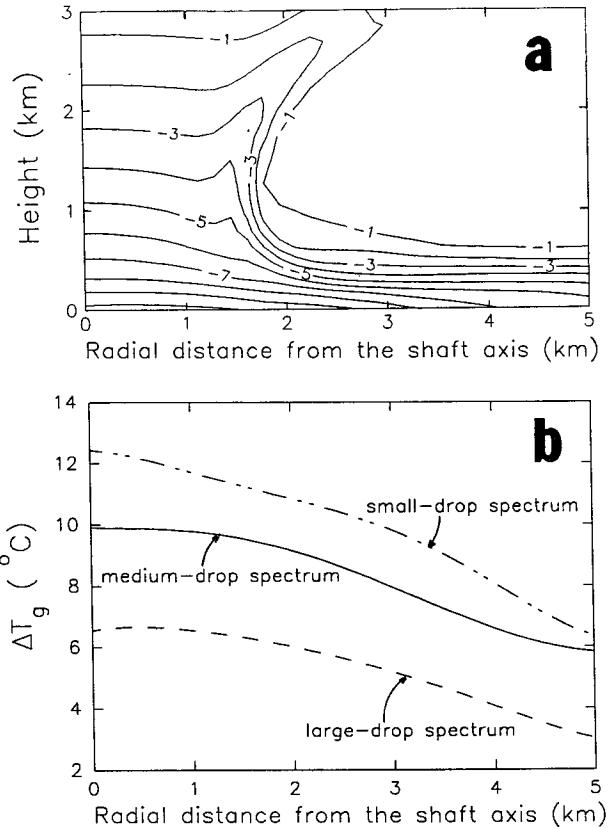 a
Height (km)
3
2
1
0
-1
-3
-5
-7
-3
-1
-5
-1
-3
-1
-3
0 1 2 3 4 5
Radial distance from the shaft axis (km)
b
ΔTg ( °C)
14
12
10
8
6
4
2
small-drop spectrum
medium-drop spectrum
large-drop spectrum
0 1 2 3 4 5
Radial distance from the shaft axis (km)